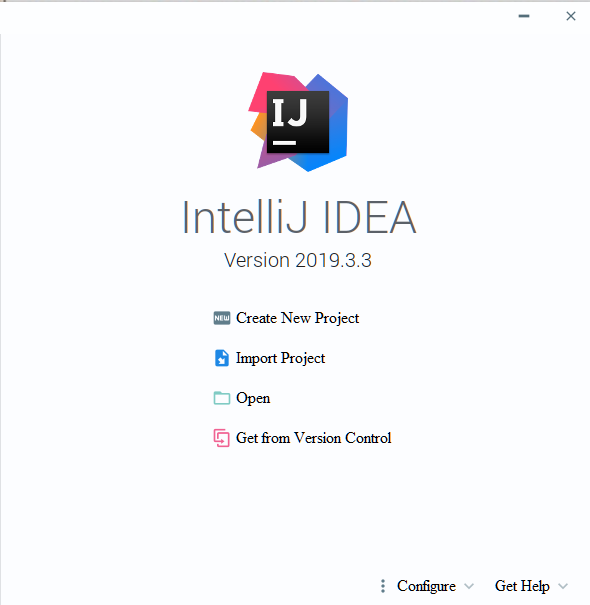 IJ
IntelliJ IDEA
Version 2019.3.3
NEW Create New Project
Import Project
Open
Get from Version Control
Configure Get Help